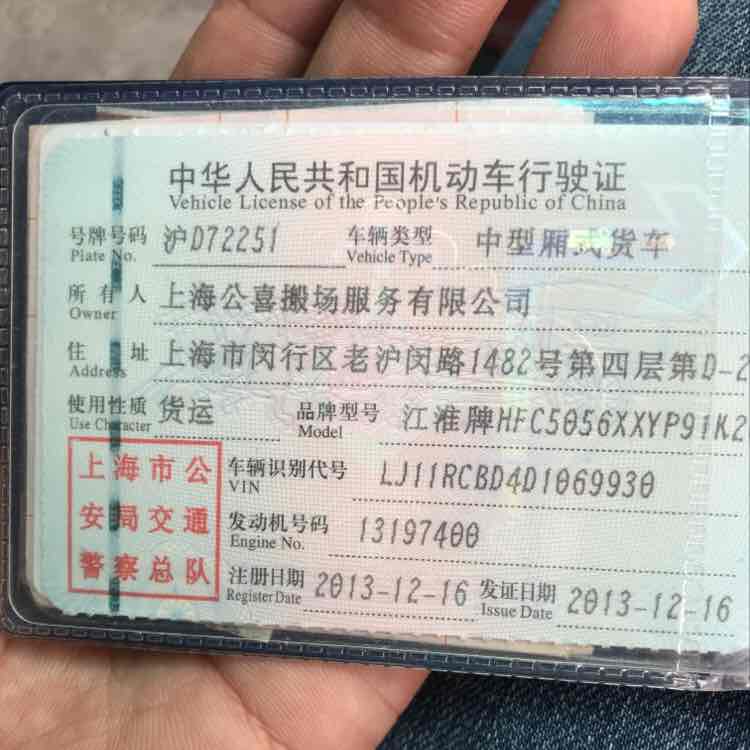 中华人民共和国机动车行驶证
Vehicle License of the People's Republic of China
号牌号码 沪D72251 车辆类型 中型厢式货车
Plate No. Vehicle Type
所有人 上海公喜搬场服务有限公司
Owner
住址 上海市闵行区老沪闵路1482号第四层第D-2
Address
使用性质 货运 品牌型号 江淮牌HFC5056XXYP91K2
Use Character Model
上海市公
安局交通
警察总队
车辆识别代号 LJ11RCBD4D1069930
VIN
发动机号码 13197400
Engine No.
注册日期 2013-12-16 发证日期 2013-12-16
Register Date Issue Date